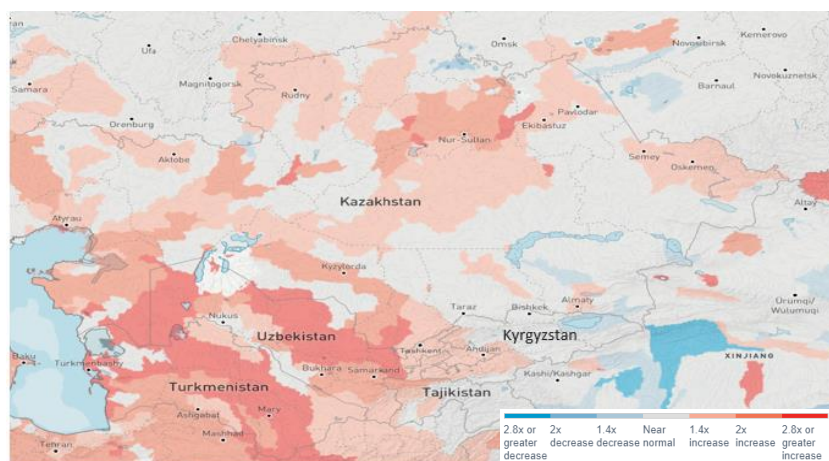 Ufa
Chelyabinsk
Omsk
Novosibirsk
Kemerovo
Samara
Magnitogorsk
Rudny
Barnaul
Novokuznetsk
Orenburg
Pavlodar
Ekibastuz
Nur-Sultan
Aktobe
Semey
Oskemen
Kazakhstan
Altay
Atyrau
Kyzylorda
Almaty
Ürümqi/
Wulumuqi
Taraz
Bishkek
Nukus
Uzbekistan
Kyrgyzstan
Tashkent
Andijan
XINJIANG
Baku
Turkmenbashy
Bukhara
Samarkand
Kashi/Kashgar
Turkmenistan
Tajikistan
Ashgabat
Mary
Mashhad
Tehran
2.8x or greater decrease
2x decrease
1.4x decrease
Near normal
1.4x increase
2x increase
2.8x or greater increase